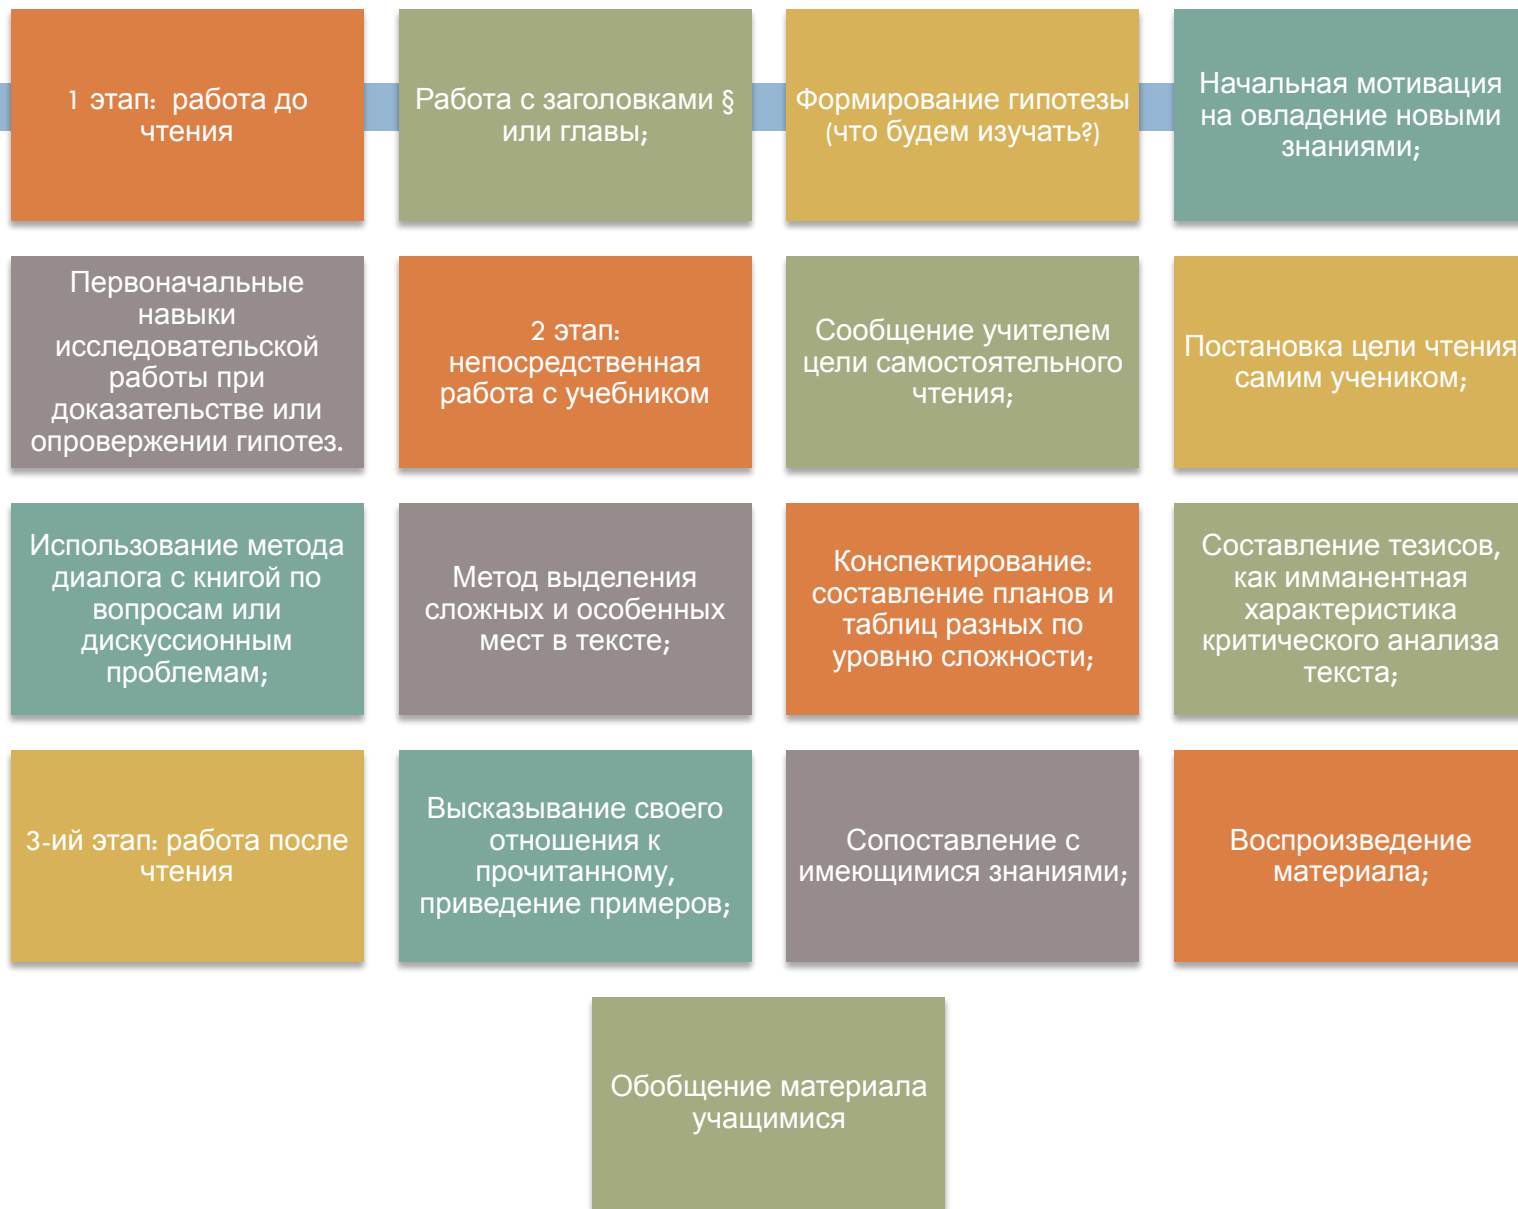 1 этап: работа до
чтения
Работа с заголовками §
или главы;
Формирование гипотезы
(что будем изучать?)
Начальная мотивация
на овладение новыми
знаниями;
Первоначальные
навыки
исследовательской
работы при
доказательстве или
опровержении гипотез.
2 этап:
непосредственная
работа с учебником
Сообщение учителем
цели самостоятельного
чтения;
Постановка цели чтения
самим учеником;
Использование метода
диалога с книгой по
вопросам или
дискуссионным
проблемам;
Метод выделения
сложных и особенных
мест в тексте;
Конспектирование:
составление планов и
таблиц разных по
уровню сложности;
Составление тезисов,
как имманентная
характеристика
критического анализа
текста;
3-ий этап: работа после
чтения
Высказывание своего
отношения к
прочитанному,
приведение примеров;
Сопоставление с
имеющимися знаниями;
Воспроизведение
материала;
Обобщение материала
учащимися